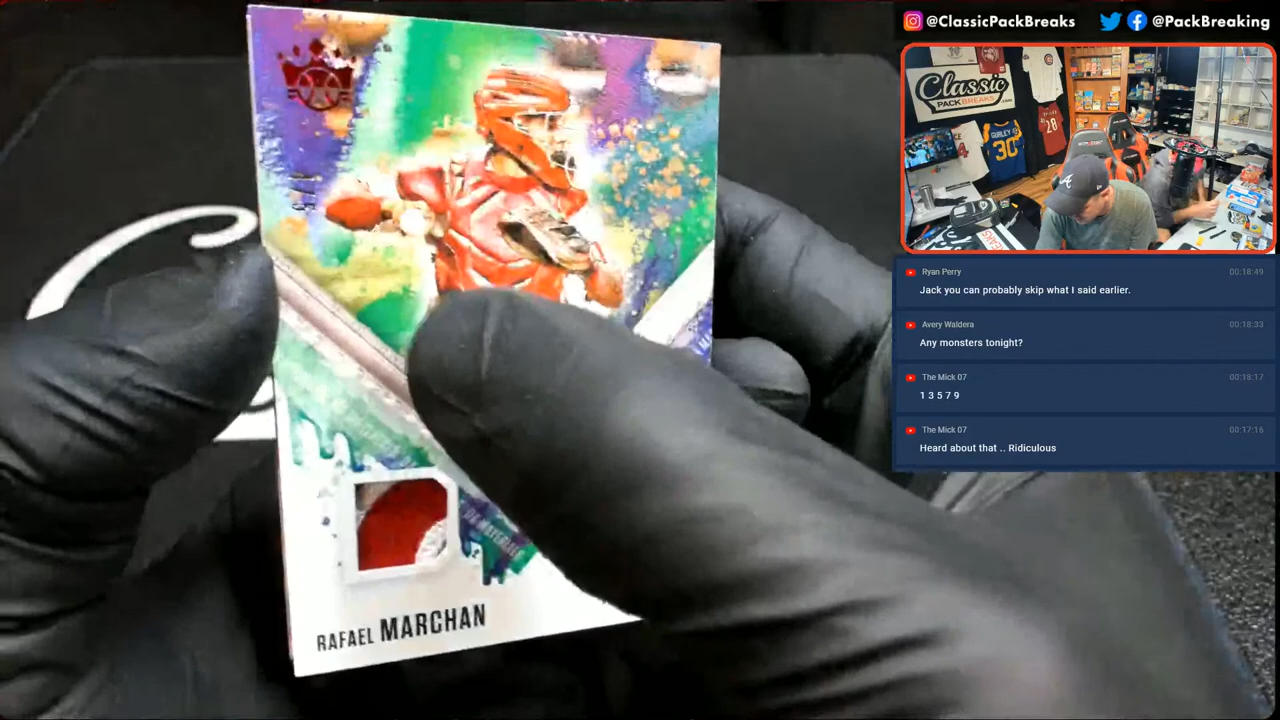 @ClassicPackBreaks @PackBreaking
Classic
PACKBREAKS.com
GURLEY
30
28
A
Ryan Perry 00:18:49
Jack you can probably skip what I said earlier.
Avery Waldera 00:18:33
Any monsters tonight?
The Mick 07 00:18:17
1 3 5 7 9
The Mick 07 00:17:16
Heard about that .. Ridiculous
RAFAEL MARCHAN